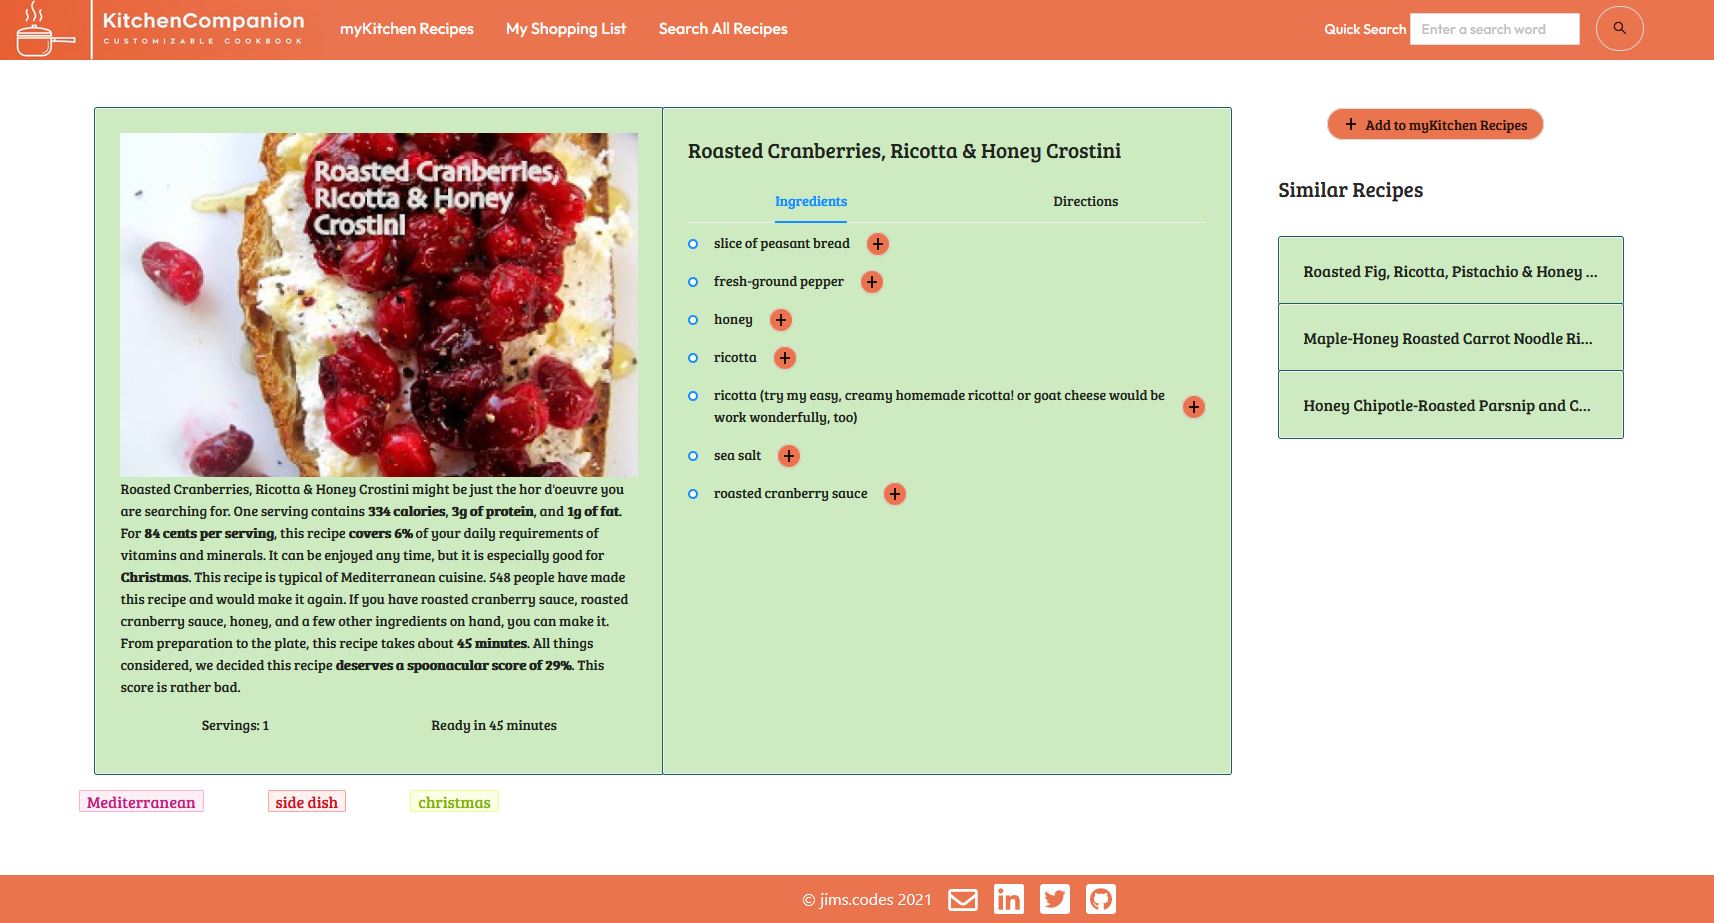 KitchenCompanion
CUSTOMIZABLE COOKBOOK
myKitchen Recipes
My Shopping List
Search All Recipes
Quick Search
Enter a search word
Roasted Cranberries,
Ricotta & Honey
Crostini
Roasted Cranberries, Ricotta & Honey Crostini might be just the hor d'oeuvre you
are searching for. One serving contains 334 calories, 3g of protein, and 1g of fat.
For 84 cents per serving, this recipe covers 6% of your daily requirements of
vitamins and minerals. It can be enjoyed any time, but it is especially good for
Christmas. This recipe is typical of Mediterranean cuisine. 548 people have made
this recipe and would make it again. If you have roasted cranberry sauce, roasted
cranberry sauce, honey, and a few other ingredients on hand, you can make it.
From preparation to the plate, this recipe takes about 45 minutes. All things
considered, we decided this recipe deserves a spoonacular score of 29%. This
score is rather bad.
Servings: 1
Ready in 45 minutes
Roasted Cranberries, Ricotta & Honey Crostini
Ingredients
Directions
slice of peasant bread
fresh-ground pepper
honey
ricotta
ricotta (try my easy, creamy homemade ricotta! or goat cheese would be
work wonderfully, too)
sea salt
roasted cranberry sauce
+ Add to myKitchen Recipes
Similar Recipes
Roasted Fig, Ricotta, Pistachio & Honey ...
Maple-Honey Roasted Carrot Noodle Ri...
Honey Chipotle-Roasted Parsnip and C...
Mediterranean
side dish
christmas
© jims.codes 2021